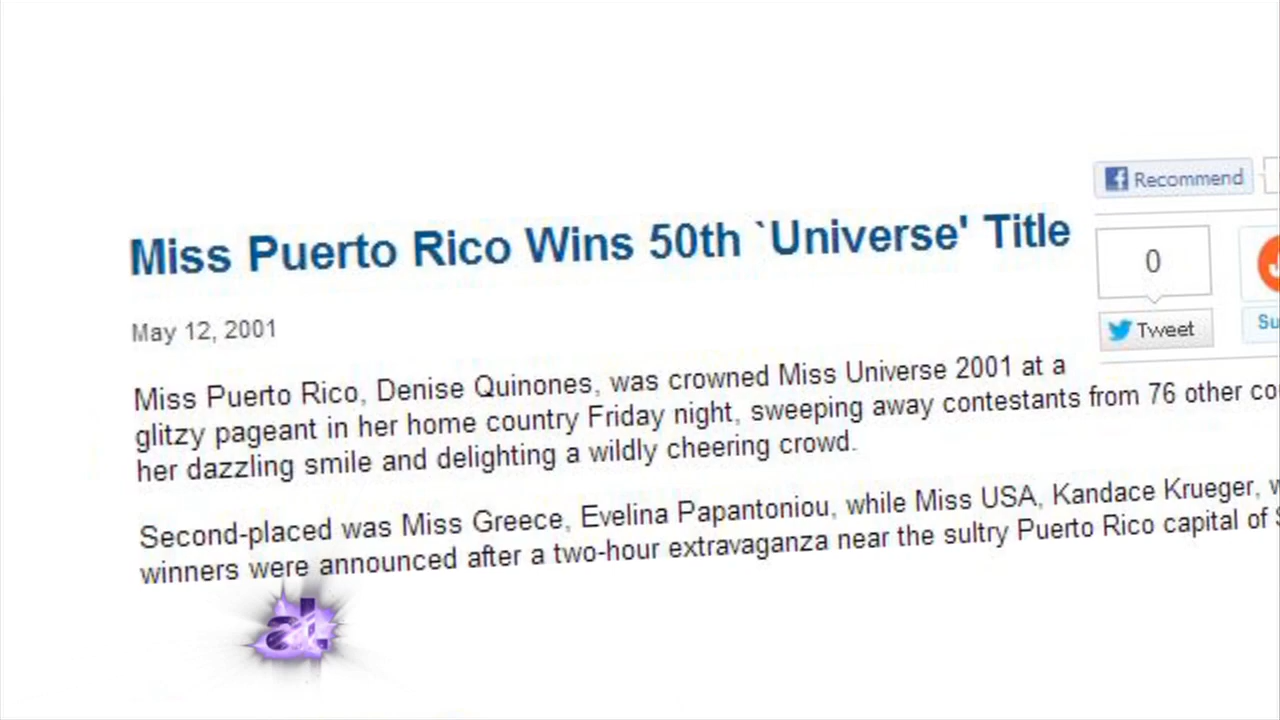 Recommend
Miss Puerto Rico Wins 50th `Universe' Title
0
Tweet
May 12, 2001
Miss Puerto Rico, Denise Quinones, was crowned Miss Universe 2001 at a
glitzy pageant in her home country Friday night, sweeping away contestants from 76 other co
her dazzling smile and delighting a wildly cheering crowd.
Second-placed was Miss Greece, Evelina Papantoniou, while Miss USA, Kandace Krueger, w
winners were announced after a two-hour extravaganza near the sultry Puerto Rico capital of